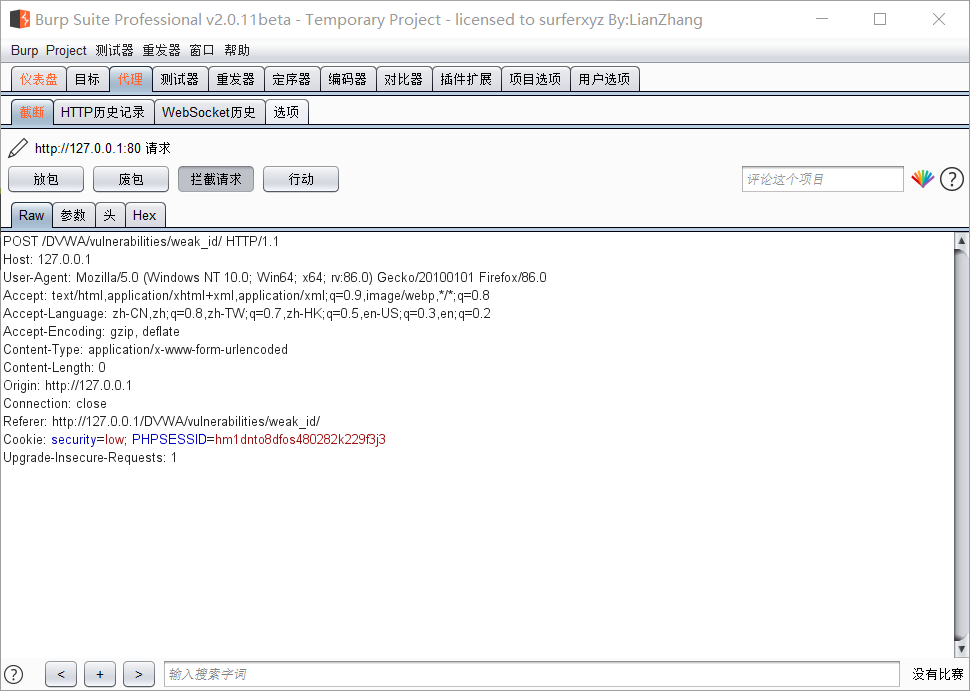 Burp Suite Professional v2.0.11beta - Temporary Project - licensed to surferxyz By:LianZhang
Burp Project 测试器 重发器 窗口 帮助
仪表盘 目标 代理 测试器 重发器 定序器 编码器 对比器 插件扩展 项目选项 用户选项
截断 HTTP历史记录 WebSocket历史 选项
http://127.0.0.1:80 请求
放包 废包 拦截请求 行动 评论这个项目 ?
Raw 参数 头 Hex
POST /DVWA/vulnerabilities/weak_id/ HTTP/1.1
Host: 127.0.0.1
User-Agent: Mozilla/5.0 (Windows NT 10.0; Win64; x64; rv:86.0) Gecko/20100101 Firefox/86.0
Accept: text/html,application/xhtml+xml,application/xml;q=0.9,image/webp,*/*;q=0.8
Accept-Language: zh-CN,zh;q=0.8,zh-TW;q=0.7,zh-HK;q=0.5,en-US;q=0.3,en;q=0.2
Accept-Encoding: gzip, deflate
Content-Type: application/x-www-form-urlencoded
Content-Length: 0
Origin: http://127.0.0.1
Connection: close
Referer: http://127.0.0.1/DVWA/vulnerabilities/weak_id/
Cookie: security=low; PHPSESSID=hm1dnto8dfos480282k229f3j3
Upgrade-Insecure-Requests: 1
? < + > 输入搜索字词 没有比赛